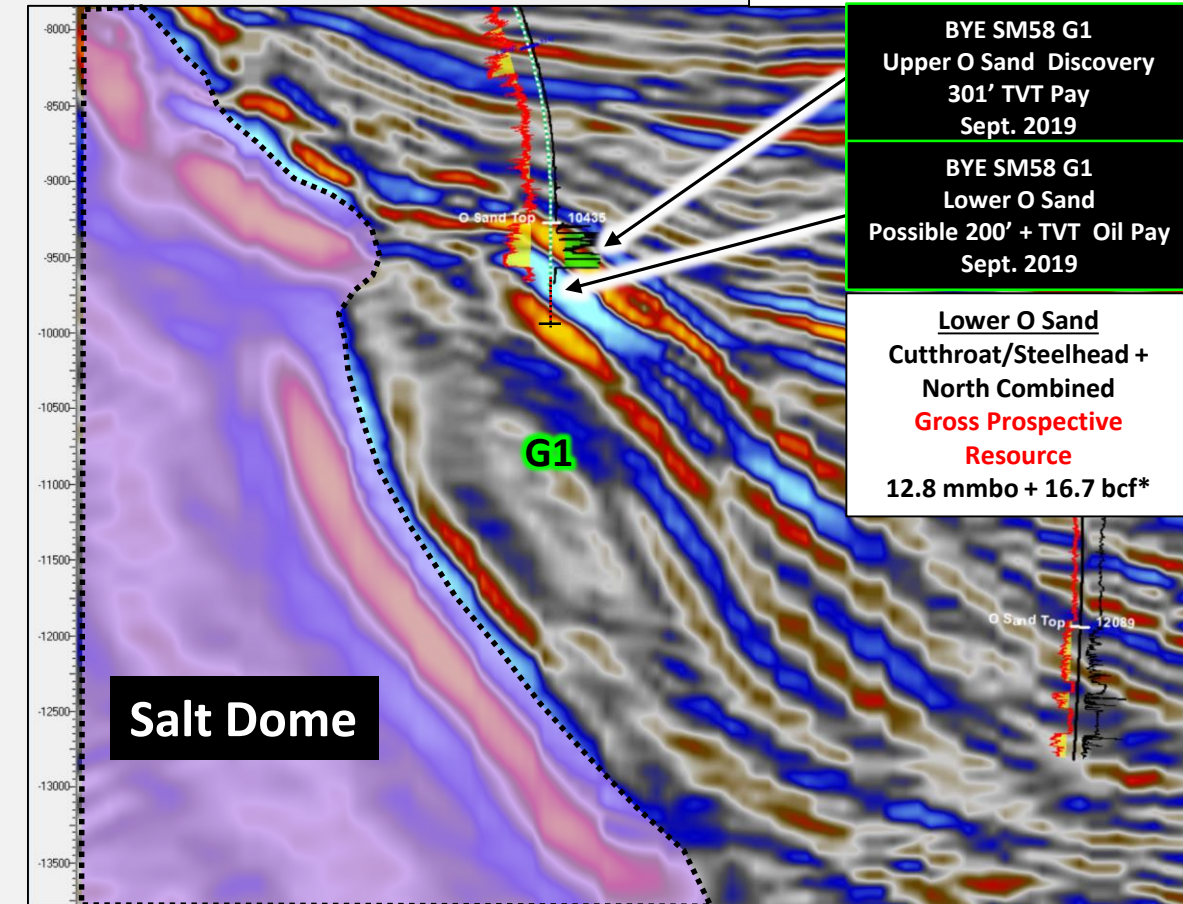 -8000-
-8500-
-9000-
-9500-
-10000-
-10500-
-11000-
-11500-
-12000-
-12500-
-13000-
-13500-
O Sand Top
10435
G1
Salt Dome
BYE SM58 G1
Upper O Sand Discovery
301’ TVT Pay
Sept. 2019
BYE SM58 G1
Lower O Sand
Possible 200’ + TVT Oil Pay
Sept. 2019
Lower O Sand
Cutthroat/Steelhead +
North Combined
Gross Prospective
Resource
12.8 mmbo + 16.7 bcf*
O Sand Top
12089